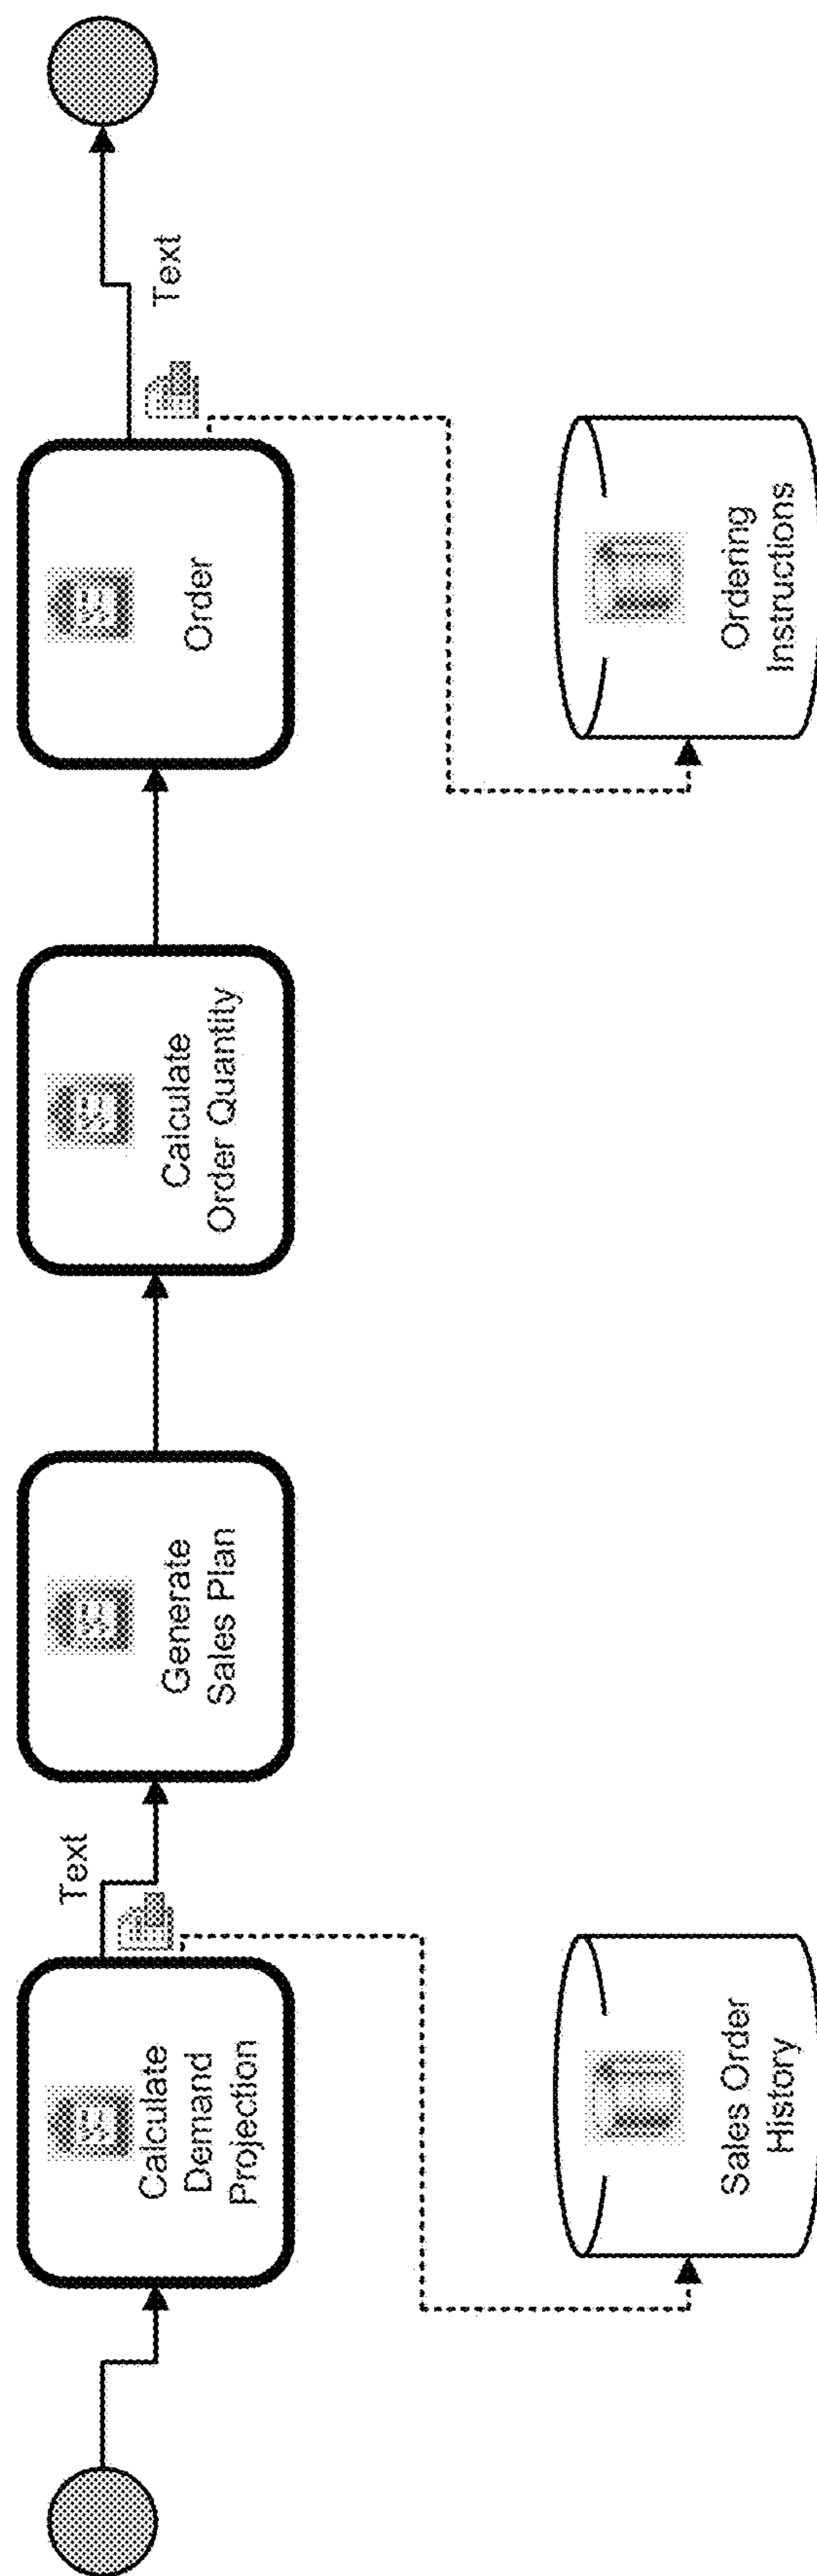 Calculate
Demand
Projection
Text
Generate
Sales Plan
Calculate
Order Quantity
Order
Text
Sales Order
History
Ordering
Instructions